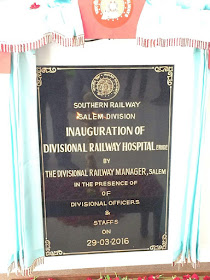 SOUTHERN RAILWAY
SALEM-DIVISION
INAUGURATION OF
DIVISIONAL RAILWAY HOSPITAL
BY
THE DIVISIONAL RAILWAY MANAGER, SALEM
IN THE PRESENCE OF
OF
DIVISIONAL OFFICERS
&
STAFFS
ON
29-03-2016